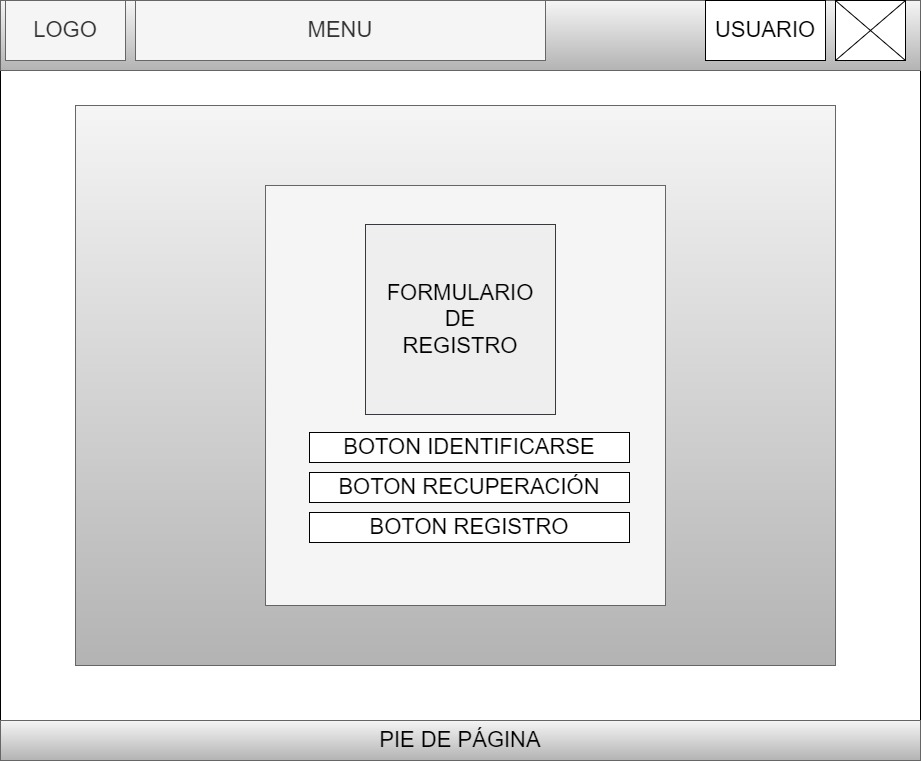 LOGO
MENU
USUARIO
FORMULARIO
DE
REGISTRO
BOTON IDENTIFICARSE
BOTON RECUPERACIÓN
BOTON REGISTRO
PIE DE PÁGINA